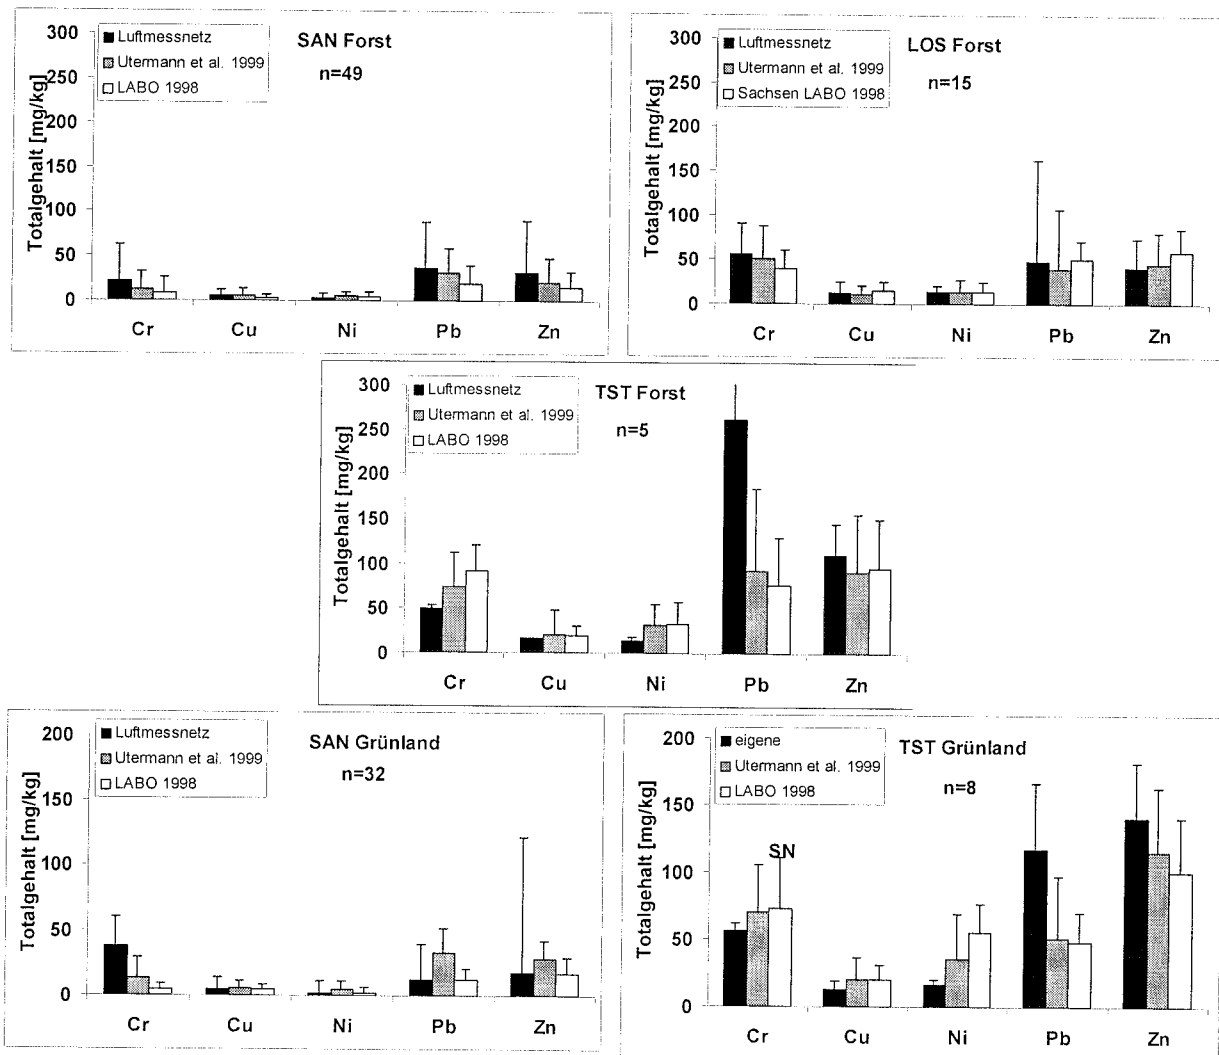 Totalgehalt [mg/kg]
300
250
200
150
100
50
0
Luftmessnetz
Utermann et al. 1999
LABO 1998
SAN Forst
n=49
Cr Cu Ni Pb Zn
Totalgehalt [mg/kg]
300
250
200
150
100
50
0
Luftmessnetz
Utermann et al. 1999
Sachsen LABO 1998
LOS Forst
n=15
Cr Cu Ni Pb Zn
Totalgehalt [mg/kg]
300
250
200
150
100
50
0
Luftmessnetz
Utermann et al. 1999
LABO 1998
TST Forst
n=5
Cr Cu Ni Pb Zn
Totalgehalt [mg/kg]
200
150
100
50
0
Luftmessnetz
Utermann et al. 1999
LABO 1998
SAN Grünland
n=32
Cr Cu Ni Pb Zn
Totalgehalt [mg/kg]
200
150
100
50
0
eigene
Utermann et al. 1999
LABO 1998
TST Grünland
n=8
SN
Cr Cu Ni Pb Zn